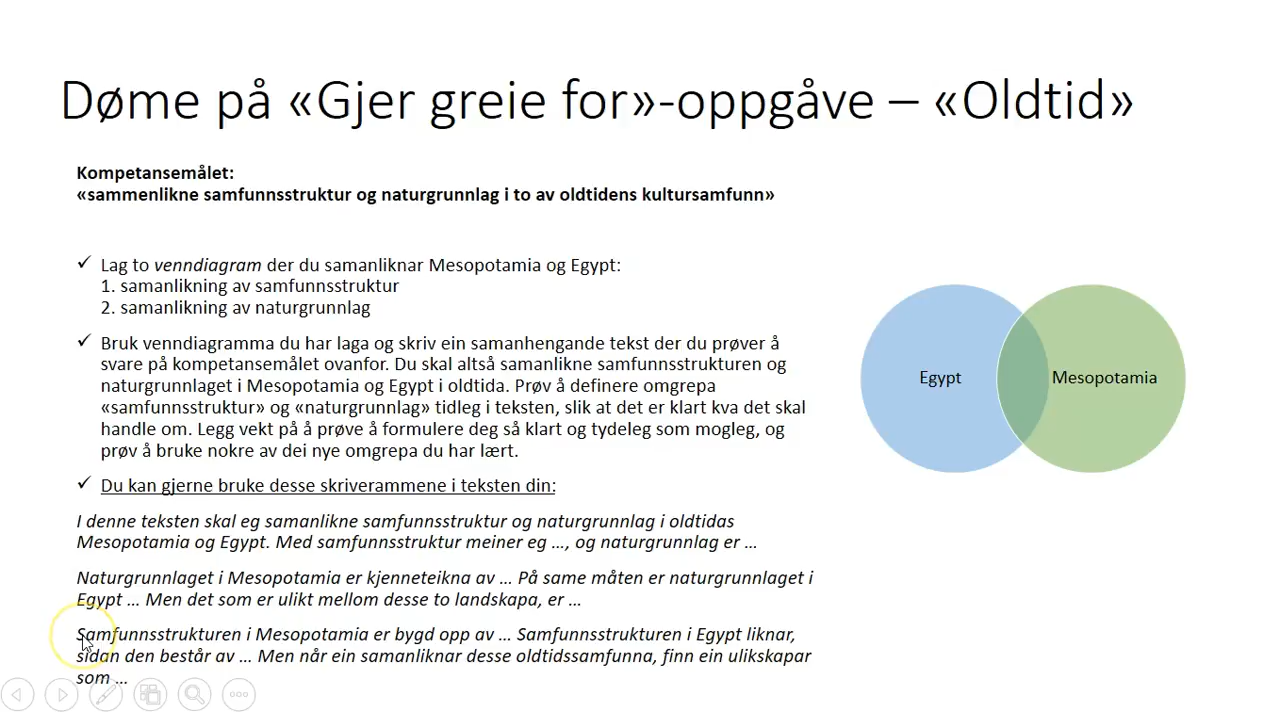 Døme på «Gjer greie for»-oppgåve – «Oldtid»
Kompetansemålet:
«sammenlikne samfunnsstruktur og naturgrunnlag i to av oldtidens kultursamfunn»
✓ Lag to venndiagram der du samanliknar Mesopotamia og Egypt:
1. samanlikning av samfunnsstruktur
2. samanlikning av naturgrunnlag
✓ Bruk venndiagramma du har laga og skriv ein samanhengande tekst der du prøver å
svare på kompetansemålet ovanfor. Du skal altså samanlikne samfunnsstrukturen og
naturgrunnlaget i Mesopotamia og Egypt i oldtida. Prøv å definere omgrepa
«samfunnsstruktur» og «naturgrunnlag» tidleg i teksten, slik at det er klart kva det skal
handle om. Legg vekt på å prøve å formulere deg så klart og tydeleg som mogleg, og
prøv å bruke nokre av dei nye omgrepa du har lært.
✓ Du kan gjerne bruke desse skriverammene i teksten din:
I denne teksten skal eg samanlikne samfunnsstruktur og naturgrunnlag i oldtidas
Mesopotamia og Egypt. Med samfunnsstruktur meiner eg …, og naturgrunnlag er …
Naturgrunnlaget i Mesopotamia er kjenneteikna av … På same måten er naturgrunnlaget i
Egypt … Men det som er ulikt mellom desse to landskapa, er …
Samfunnsstrukturen i Mesopotamia er bygd opp av … Samfunnsstrukturen i Egypt liknar,
sidan den består av … Men når ein samanliknar desse oldtidssamfunna, finn ein ulikskapar
som …
Egypt
Mesopotamia